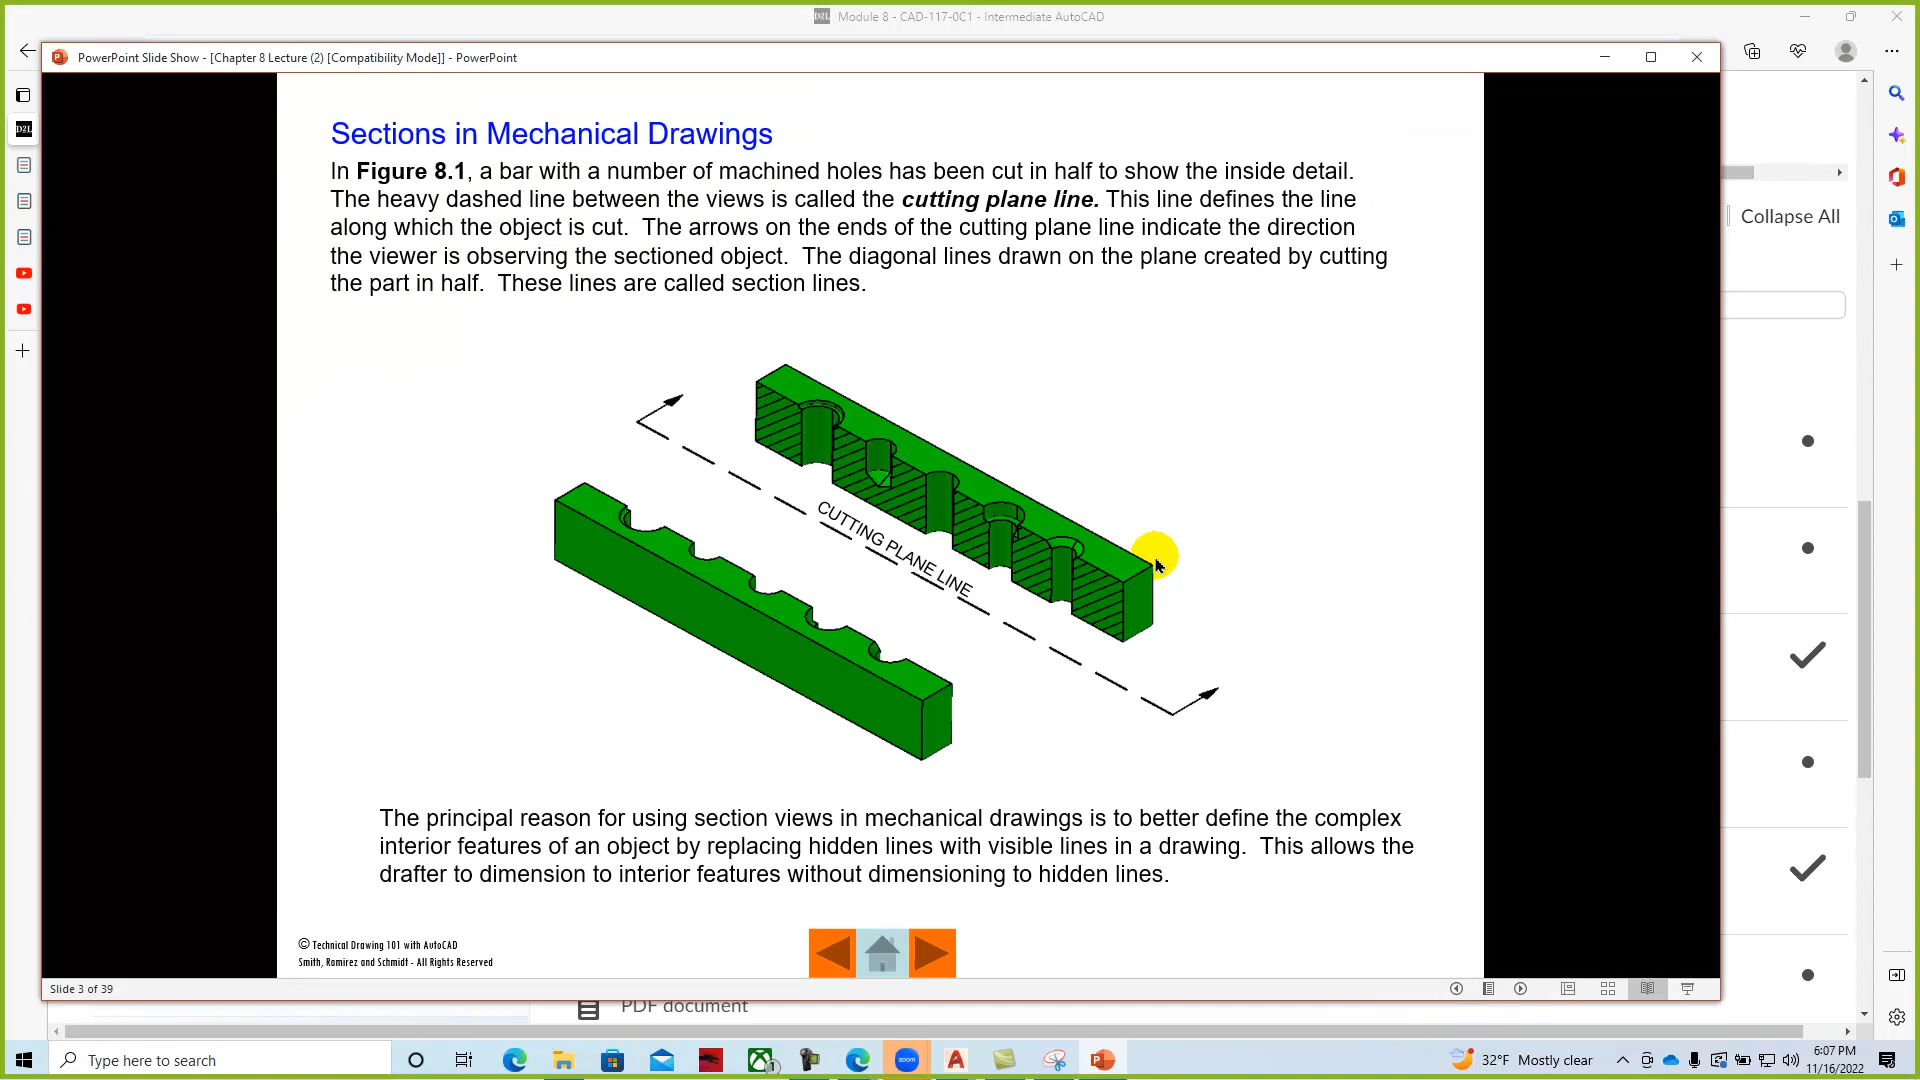 Module 8 - CAD-117-0C1 - Intermediate AutoCAD
PowerPoint Slide Show - [Chapter 8 Lecture (2) [Compatibility Mode]] - PowerPoint
D2L
Collapse All
Sections in Mechanical Drawings
In Figure 8.1, a bar with a number of machined holes has been cut in half to show the inside detail.
The heavy dashed line between the views is called the cutting plane line. This line defines the line
along which the object is cut.  The arrows on the ends of the cutting plane line indicate the direction
the viewer is observing the sectioned object.  The diagonal lines drawn on the plane created by cutting
the part in half.  These lines are called section lines.
CUTTING PLANE LINE
The principal reason for using section views in mechanical drawings is to better define the complex
interior features of an object by replacing hidden lines with visible lines in a drawing.  This allows the
drafter to dimension to interior features without dimensioning to hidden lines.
© Technical Drawing 101 with AutoCAD
Smith, Ramirez and Schmidt - All Rights Reserved
Slide 3 of 39
PDF document
Type here to search
zoom
32°F Mostly clear
6:07 PM
11/16/2022